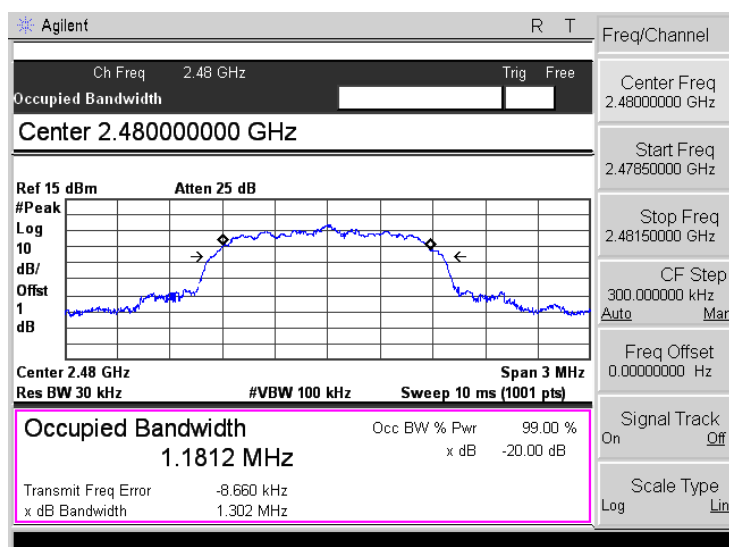 Agilent R T
Freq/Channel
Ch Freq 2.48 GHz Trig Free
Occupied Bandwidth
Center 2.480000000 GHz
Ref 15 dBm Atten 25 dB
#Peak
Log
10
dB/
Offst
1
dB
Center 2.48 GHz Span 3 MHz
Res BW 30 kHz #VBW 100 kHz Sweep 10 ms (1001 pts)
Occupied Bandwidth Occ BW % Pwr 99.00 %
1.1812 MHz x dB -20.00 dB
Transmit Freq Error -8.660 kHz
x dB Bandwidth 1.302 MHz
Center Freq
2.48000000 GHz
Start Freq
2.47850000 GHz
Stop Freq
2.48150000 GHz
CF Step
300.000000 kHz
Auto Mar
Freq Offset
0.00000000 Hz
Signal Track
On Off
Scale Type
Log Lin